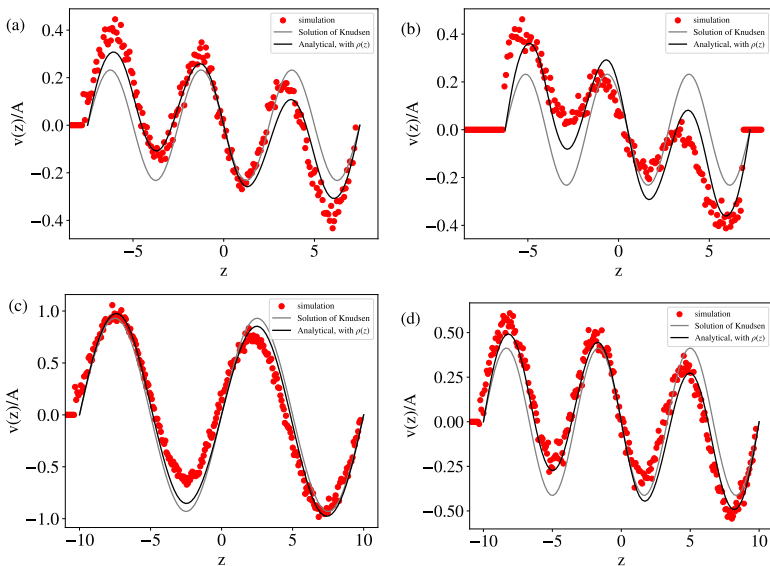 (a)
simulation
Solution of Knudsen
Analytical, with ρ(z)
v(z)/A
0.4
0.2
0.0
−0.2
−0.4
−5 0 5
z
(b)
simulation
Solution of Knudsen
Analytical, with ρ(z)
v(z)/A
0.4
0.2
0.0
0.2
0.4
−5 0 5
z
(c)
simulation
Solution of Knudsen
Analytical, with ρ(z)
v(z)/A
1.0
0.5
0.0
−0.5
−1.0
−10 −5 0 5 10
z
(d)
simulation
Solution of Knudsen
Analytical, with ρ(z)
v(z)/A
0.50
0.25
0.00
−0.25
−0.50
−10 −5 0 5 10
z